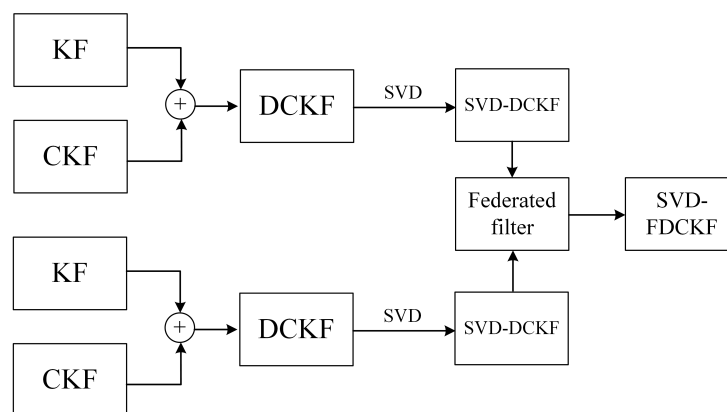 KF
+
CKF
DCKF
SVD
SVD-DCKF
Federated
filter
SVD-
FDCKF
KF
+
CKF
DCKF
SVD
SVD-DCKF